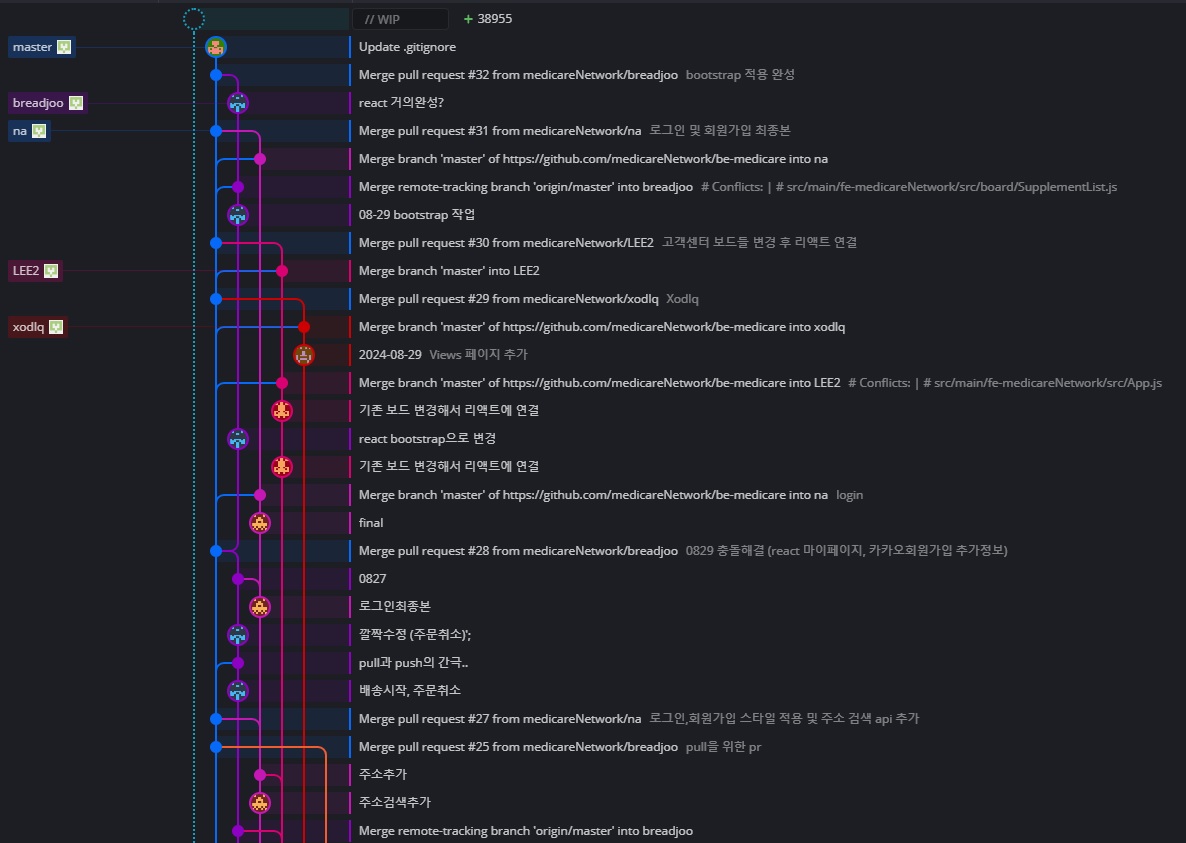 // WIP + 38955
master Update .gitignore
Merge pull request #32 from medicareNetwork/breadjoo bootstrap 적용 완성
breadjoo react 거의완성?
na Merge pull request #31 from medicareNetwork/na 로그인 및 회원가입 최종본
Merge branch 'master' of https://github.com/medicareNetwork/be-medicare into na
Merge remote-tracking branch 'origin/master' into breadjoo # Conflicts: | # src/main/fe-medicareNetwork/src/board/SupplementList.js
08-29 bootstrap 작업
Merge pull request #30 from medicareNetwork/LEE2 고객센터 보드들 변경 후 리액트 연결
LEE2 Merge branch 'master' into LEE2
Merge pull request #29 from medicareNetwork/xodlq Xodlq
xodlq Merge branch 'master' of https://github.com/medicareNetwork/be-medicare into xodlq
2024-08-29 Views 페이지 추가
Merge branch 'master' of https://github.com/medicareNetwork/be-medicare into LEE2 # Conflicts: | # src/main/fe-medicareNetwork/src/App.js
기존 보드 변경해서 리액트에 연결
react bootstrap으로 변경
기존 보드 변경해서 리액트에 연결
Merge branch 'master' of https://github.com/medicareNetwork/be-medicare into na login
final
Merge pull request #28 from medicareNetwork/breadjoo 0829 충돌해결 (react 마이페이지, 카카오회원가입 추가정보)
0827
로그인최종본
깔짝수정 (주문취소)';
pull과 push의 간극..
배송시작, 주문취소
Merge pull request #27 from medicareNetwork/na 로그인,회원가입 스타일 적용 및 주소 검색 api 추가
Merge pull request #25 from medicareNetwork/breadjoo pull을 위한 pr
주소추가
주소검색추가
Merge remote-tracking branch 'origin/master' into breadjoo